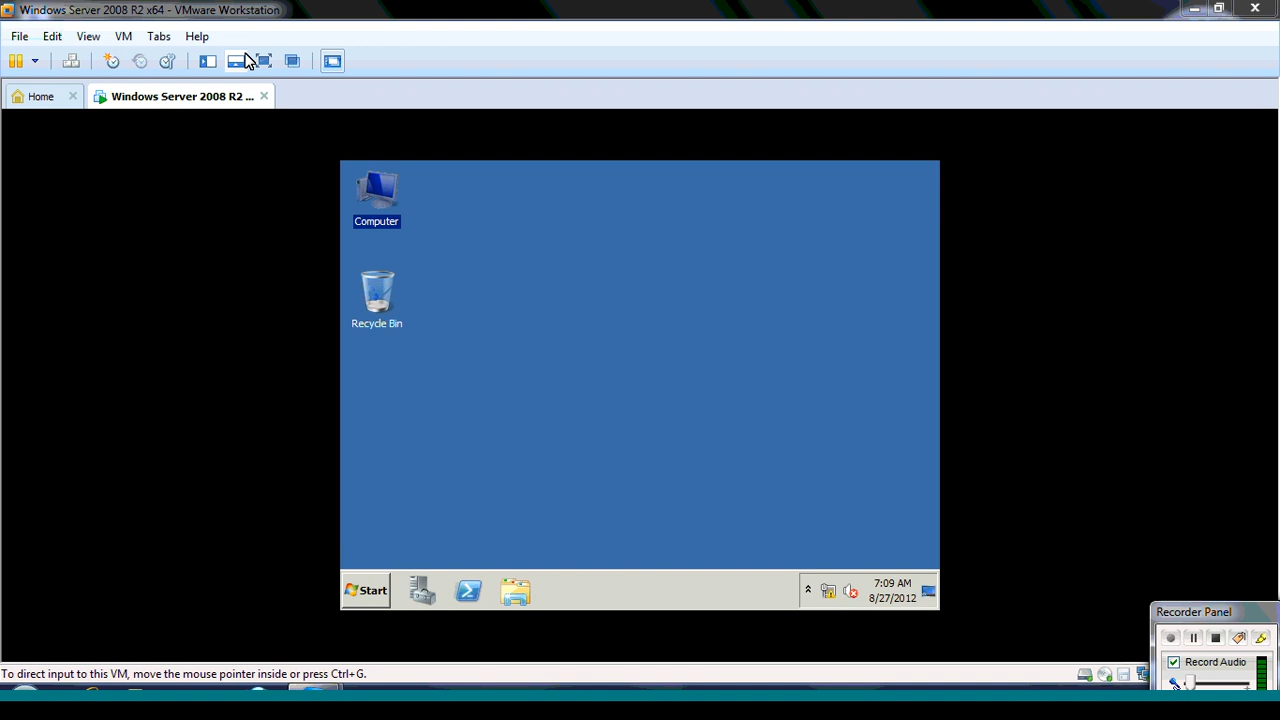 Windows Server 2008 R2 x64 - VMware Workstation
File Edit View VM Tabs Help
Home Windows Server 2008 R2 ...
Computer
Recycle Bin
Start
7:09 AM
8/27/2012
Recorder Panel
Record Audio
To direct input to this VM, move the mouse pointer inside or press Ctrl+G.